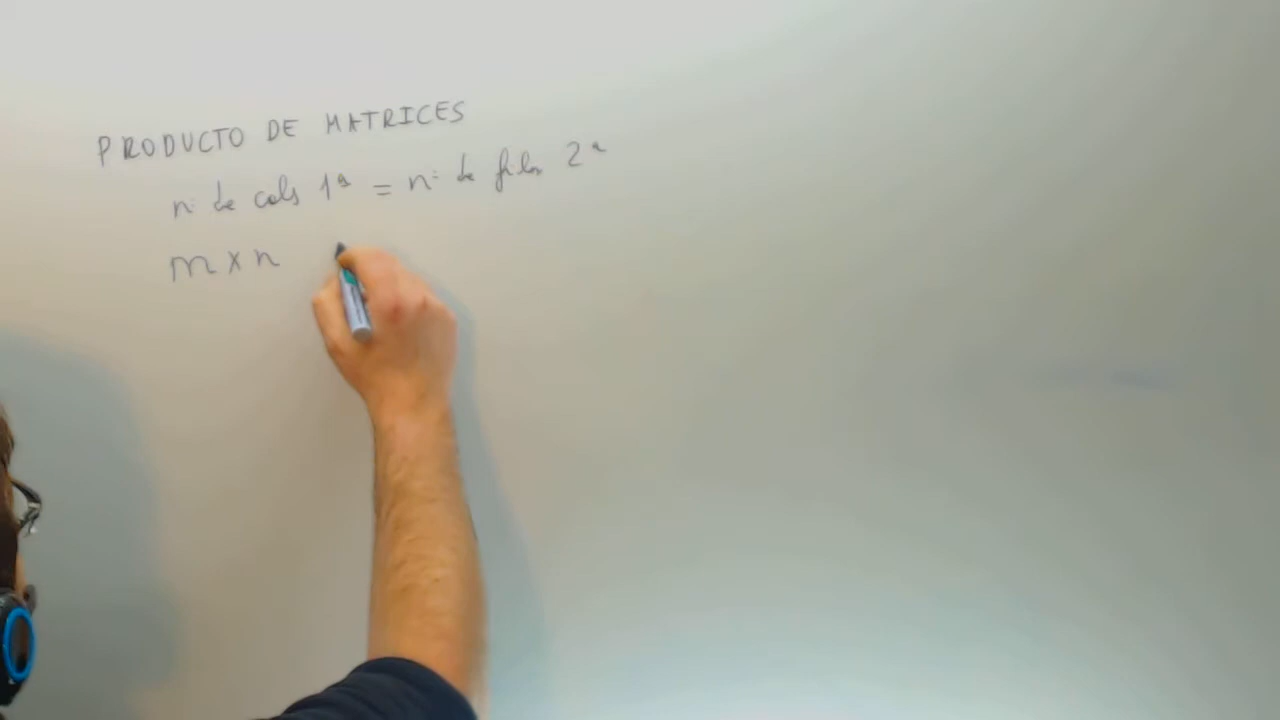 PRODUCTO DE MATRICES
nº de cols 1ª = nº de filas 2ª
m x n